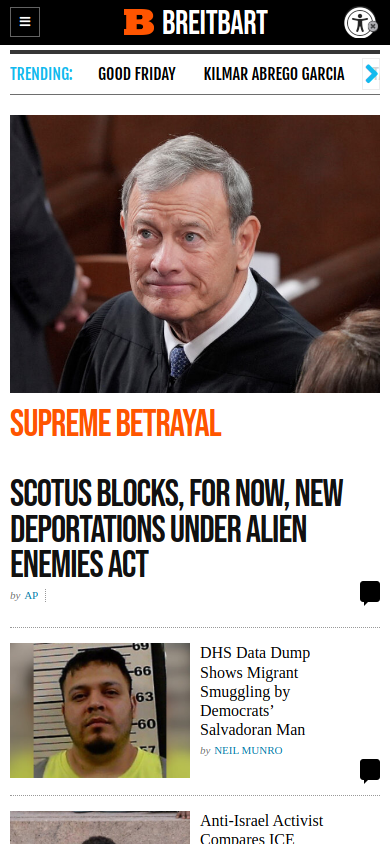 B BREITBART
TRENDING:
GOOD FRIDAY
KILMAR ABREGO GARCIA
SUPREME BETRAYAL
SCOTUS BLOCKS, FOR NOW, NEW
DEPORTATIONS UNDER ALIEN
ENEMIES ACT
by AP
69
66
63
60
57
DHS Data Dump
Shows Migrant
Smuggling by
Democrats’
Salvadoran Man
by NEIL MUNRO
Anti-Israel Activist
Compares ICE